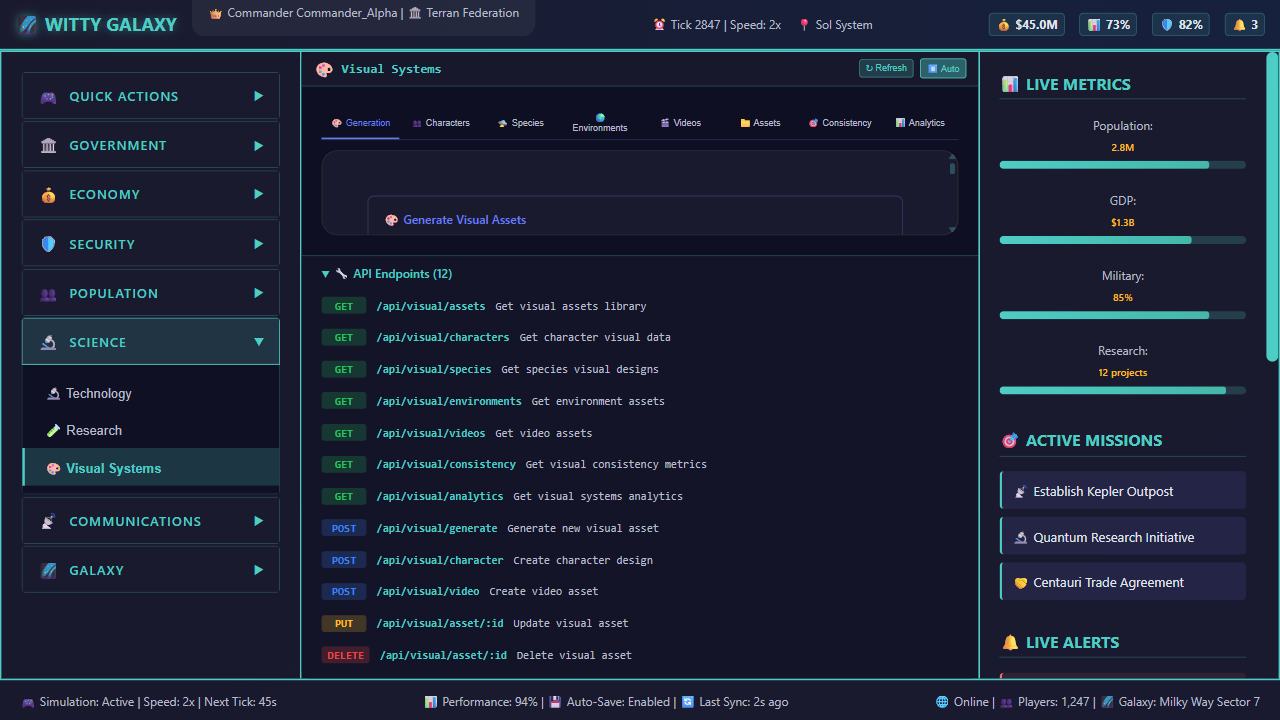 WITTY GALAXY
Commander Commander_Alpha | Terran Federation
Tick 2847 | Speed: 2x
Sol System
$45.0M
73%
82%
3
QUICK ACTIONS
GOVERNMENT
ECONOMY
SECURITY
POPULATION
SCIENCE
Technology
Research
Visual Systems
COMMUNICATIONS
GALAXY
Visual Systems
↻ Refresh
Auto
Generation
Characters
Species
Environments
Videos
Assets
Consistency
Analytics
Generate Visual Assets
▼ API Endpoints (12)
GET /api/visual/assets Get visual assets library
GET /api/visual/characters Get character visual data
GET /api/visual/species Get species visual designs
GET /api/visual/environments Get environment assets
GET /api/visual/videos Get video assets
GET /api/visual/consistency Get visual consistency metrics
GET /api/visual/analytics Get visual systems analytics
POST /api/visual/generate Generate new visual asset
POST /api/visual/character Create character design
POST /api/visual/video Create video asset
PUT /api/visual/asset/:id Update visual asset
DELETE /api/visual/asset/:id Delete visual asset
LIVE METRICS
Population:
2.8M
GDP:
$1.3B
Military:
85%
Research:
12 projects
ACTIVE MISSIONS
Establish Kepler Outpost
Quantum Research Initiative
Centauri Trade Agreement
LIVE ALERTS
Simulation: Active | Speed: 2x | Next Tick: 45s
Performance: 94% | Auto-Save: Enabled | Last Sync: 2s ago
Online | Players: 1,247 | Galaxy: Milky Way Sector 7